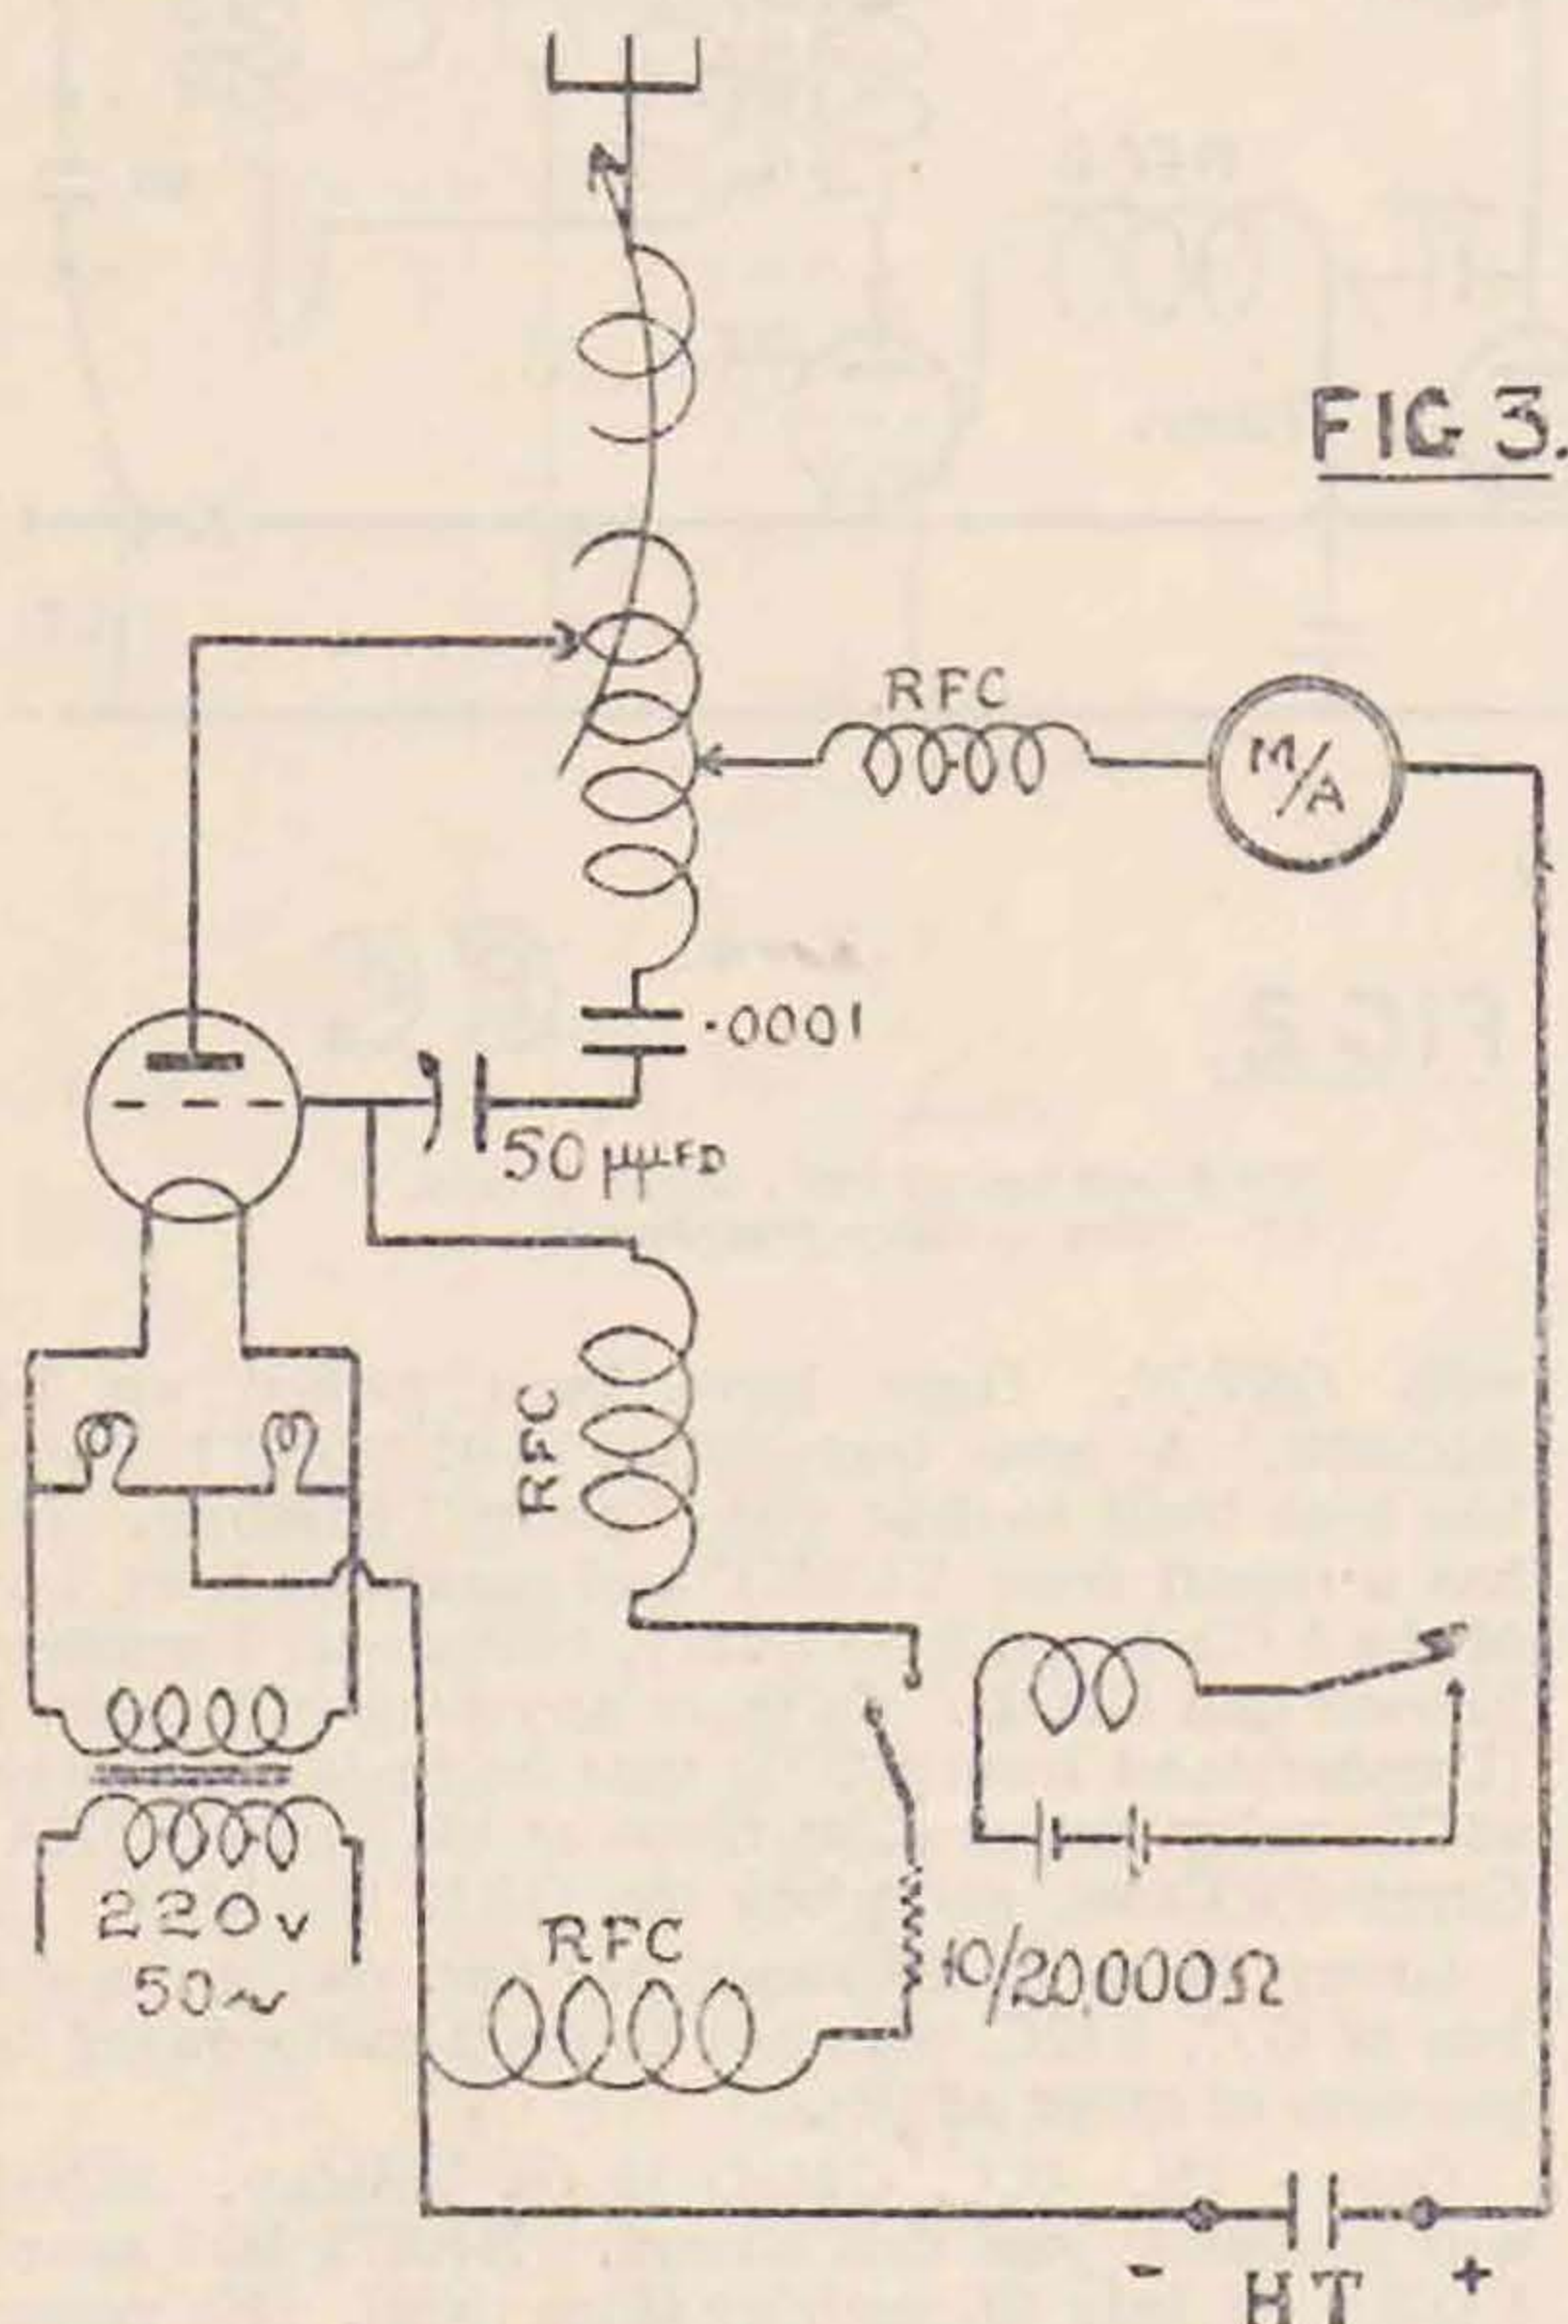 FIG 3.
RFC
M/A
.0001
50 μμFD
RFC
220v
50~
RFC
10/20,000Ω
- HT +